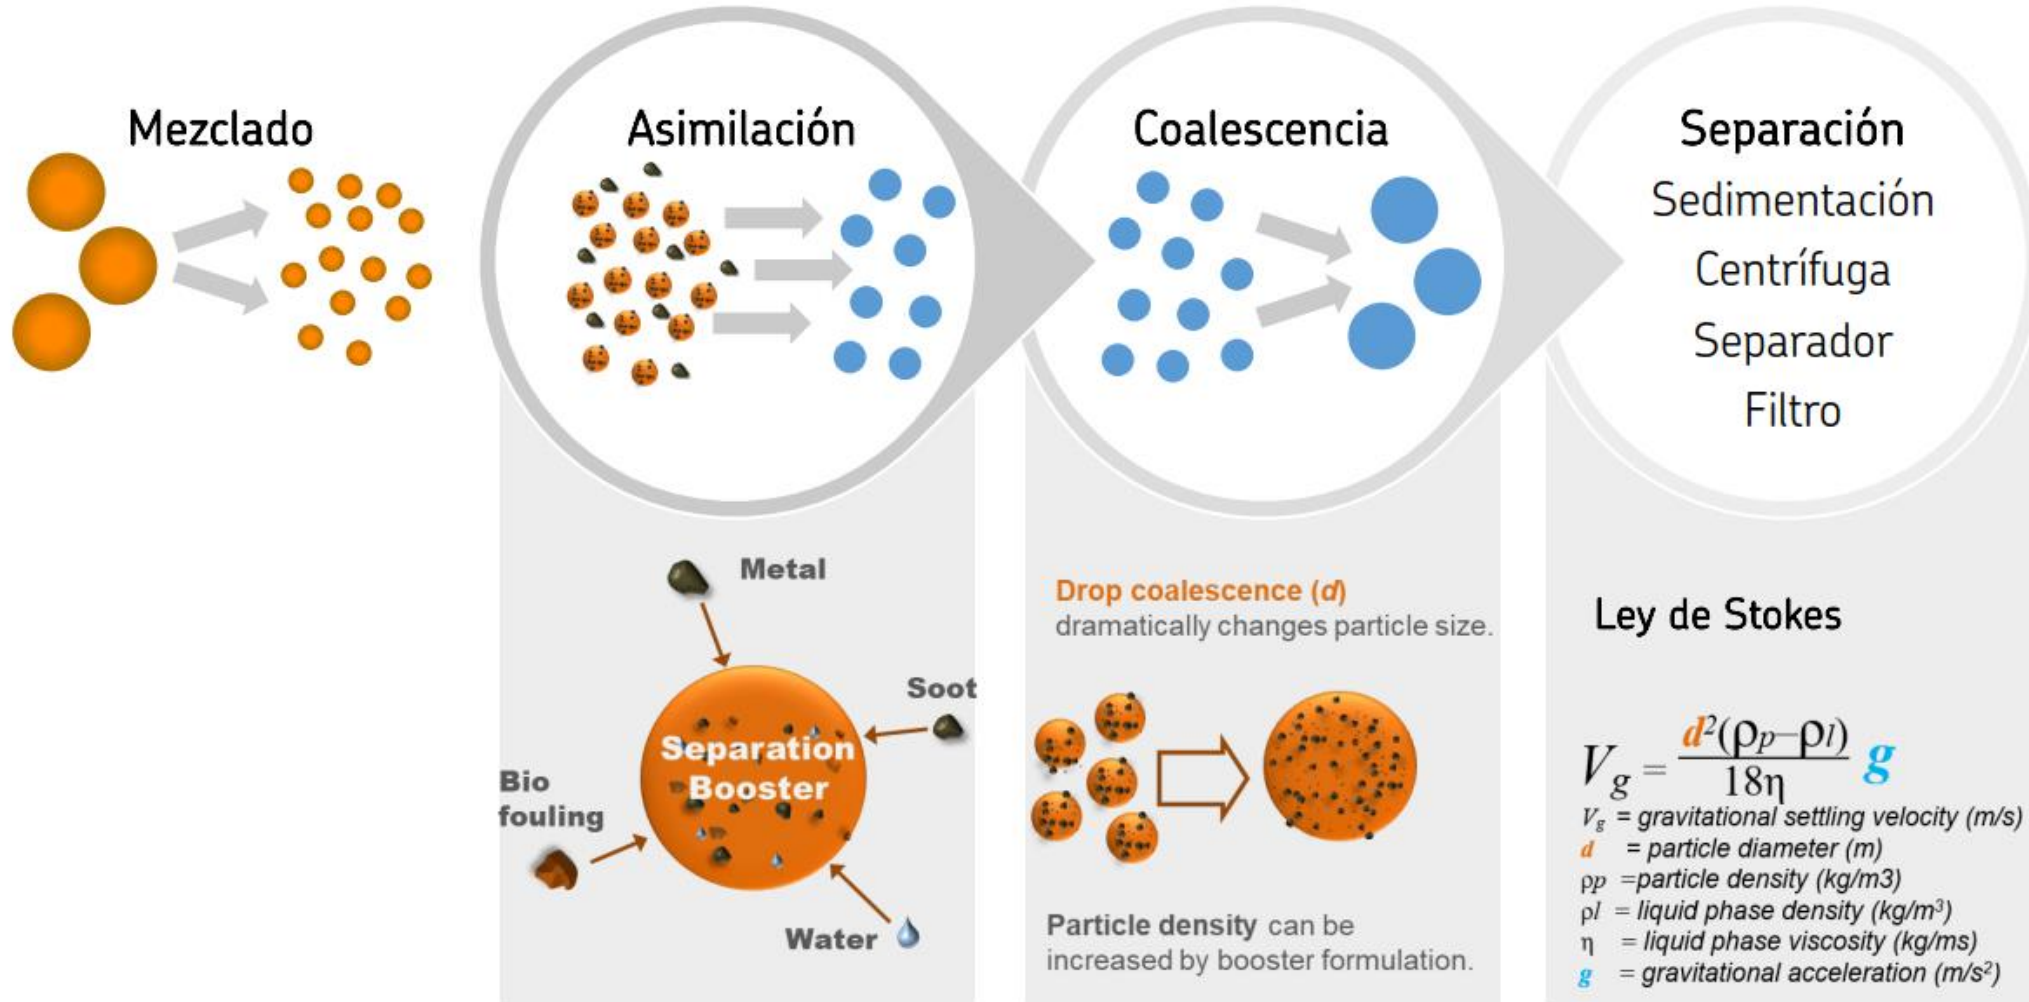 Mezclado
Asimilación
Metal
Soot
Separation
Booster
Bio
fouling
Water
Coalescencia
Drop coalescence (d)
dramatically changes particle size.
Particle density can be
increased by booster formulation.
Separación
Sedimentación
Centrífuga
Separador
Filtro
Ley de Stokes
Vg = d²(ρp–ρl) / 18η g
Vg = gravitational settling velocity (m/s)
d = particle diameter (m)
ρp =particle density (kg/m3)
ρl = liquid phase density (kg/m³)
η = liquid phase viscosity (kg/ms)
g = gravitational acceleration (m/s²)